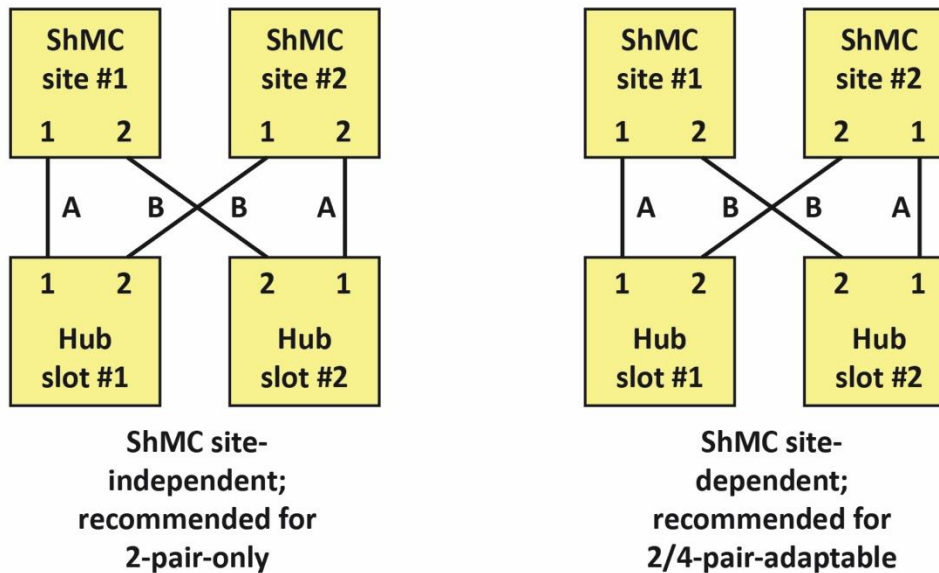 ShMC
site #1
1 2
ShMC
site #2
1 2
A B B A
1 2
Hub
slot #1
2 1
Hub
slot #2
ShMC site-
independent;
recommended for
2-pair-only
ShMC
site #1
1 2
ShMC
site #2
2 1
A B B A
1 2
Hub
slot #1
2 1
Hub
slot #2
ShMC site-
dependent;
recommended for
2/4-pair-adaptable